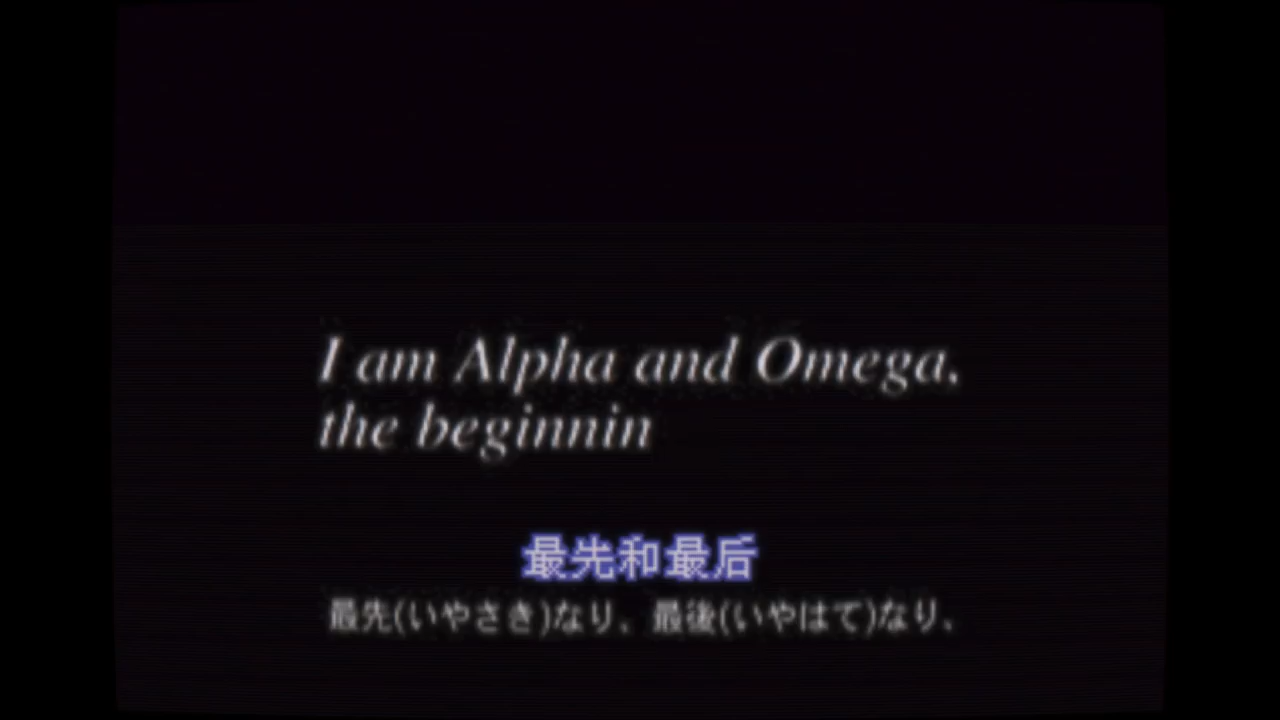 I am Alpha and Omega,
the beginnin
最先和最后
最先(いやさき)なり、最後(いやはて)なり、